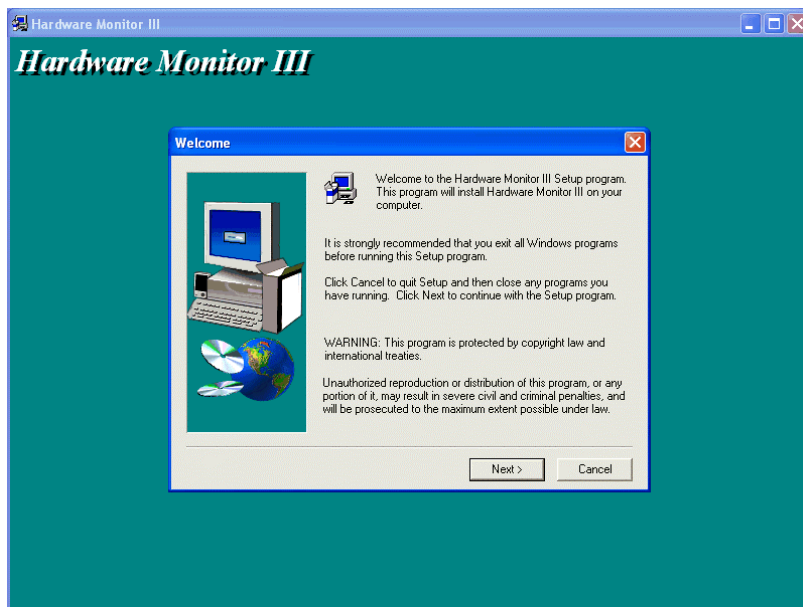 Hardware Monitor III
Hardware Monitor III
Welcome
Welcome to the Hardware Monitor III Setup program.
This program will install Hardware Monitor III on your
computer.
It is strongly recommended that you exit all Windows programs
before running this Setup program.
Click Cancel to quit Setup and then close any programs you
have running. Click Next to continue with the Setup program.
WARNING: This program is protected by copyright law and
international treaties.
Unauthorized reproduction or distribution of this program, or any
portion of it, may result in severe civil and criminal penalties, and
will be prosecuted to the maximum extent possible under law.
Next >
Cancel